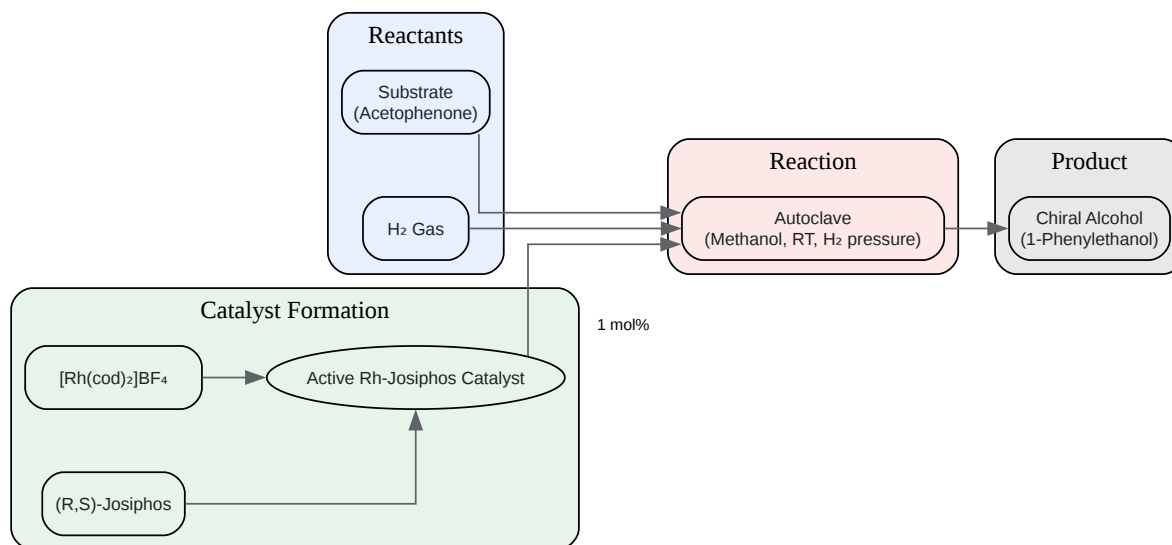 Reactants
Substrate
(Acetophenone)
H₂ Gas
Reaction
Autoclave
(Methanol, RT, H₂ pressure)
Product
Chiral Alcohol
(1-Phenylethanol)
Catalyst Formation
1 mol%
[Rh(cod)₂]BF₄
Active Rh-Josiphos Catalyst
(R,S)-Josiphos